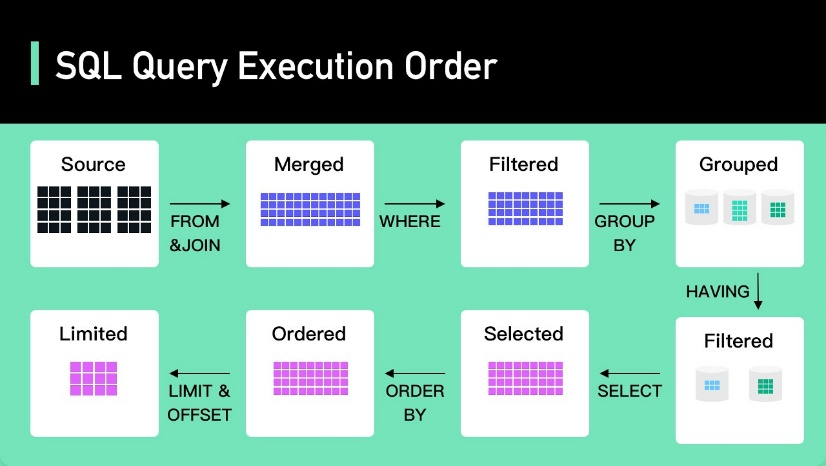 SQL Query Execution Order
Source
Merged
Filtered
Grouped
FROM
&JOIN
WHERE
GROUP
BY
HAVING
Limited
Ordered
Selected
Filtered
LIMIT &
OFFSET
ORDER
BY
SELECT